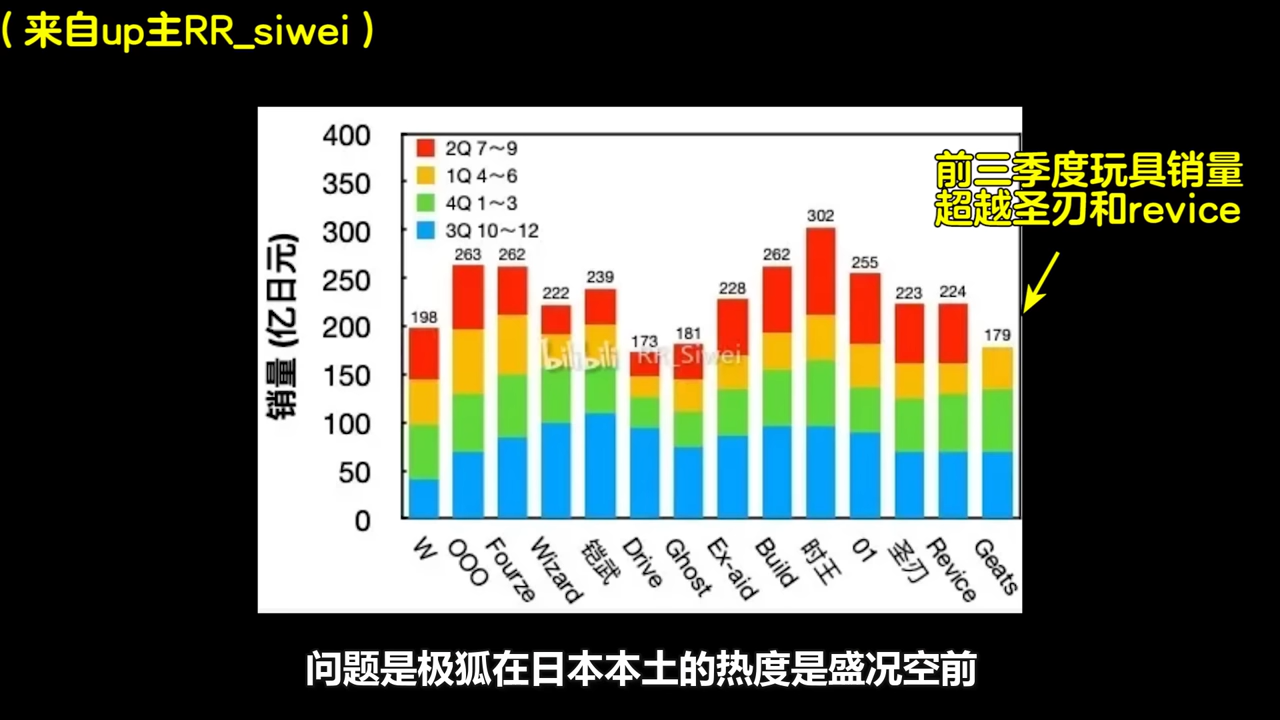 （来自up主RR_siwei）
400
350
300
250
200
150
100
50
0
销量 (亿日元)
2Q 7～9
1Q 4～6
4Q 1～3
3Q 10～12
198
263
262
222
239
173
181
228
262
302
255
223
224
179
bilibili RR_Siwei
W
OOO
Fourze
Wizard
铠武
Drive
Ghost
Ex-aid
Build
时王
01
圣刃
Revice
Geats
前三季度玩具销量
超越圣刃和revice
问题是极狐在日本本土的热度是盛况空前